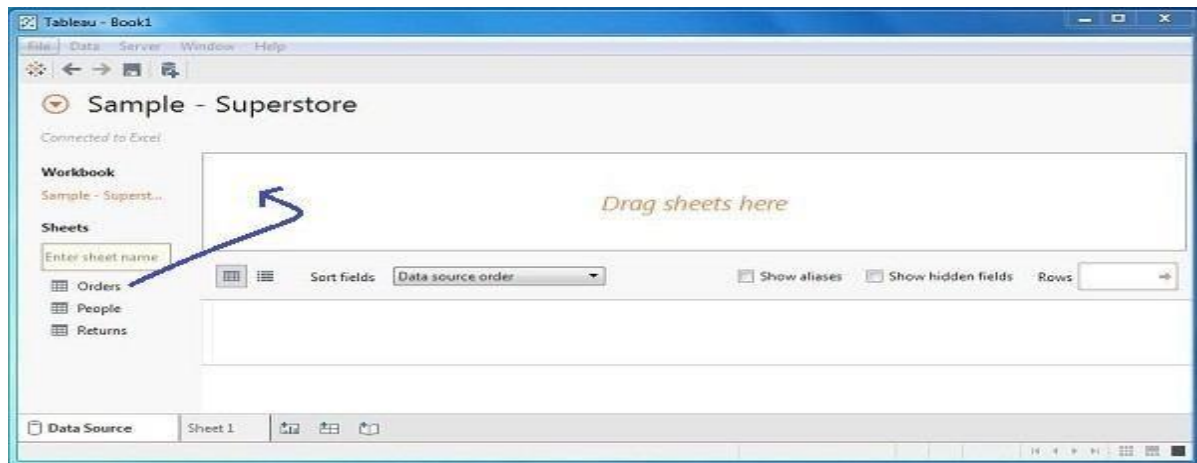 Tableau - Book1
File Data Server Window Help
Sample - Superstore
Connected to Excel
Workbook
Sample - Superst...
Sheets
Enter sheet name
Orders
People
Returns
Drag sheets here
Sort fields Data source order Show aliases Show hidden fields Rows
Data Source Sheet 1